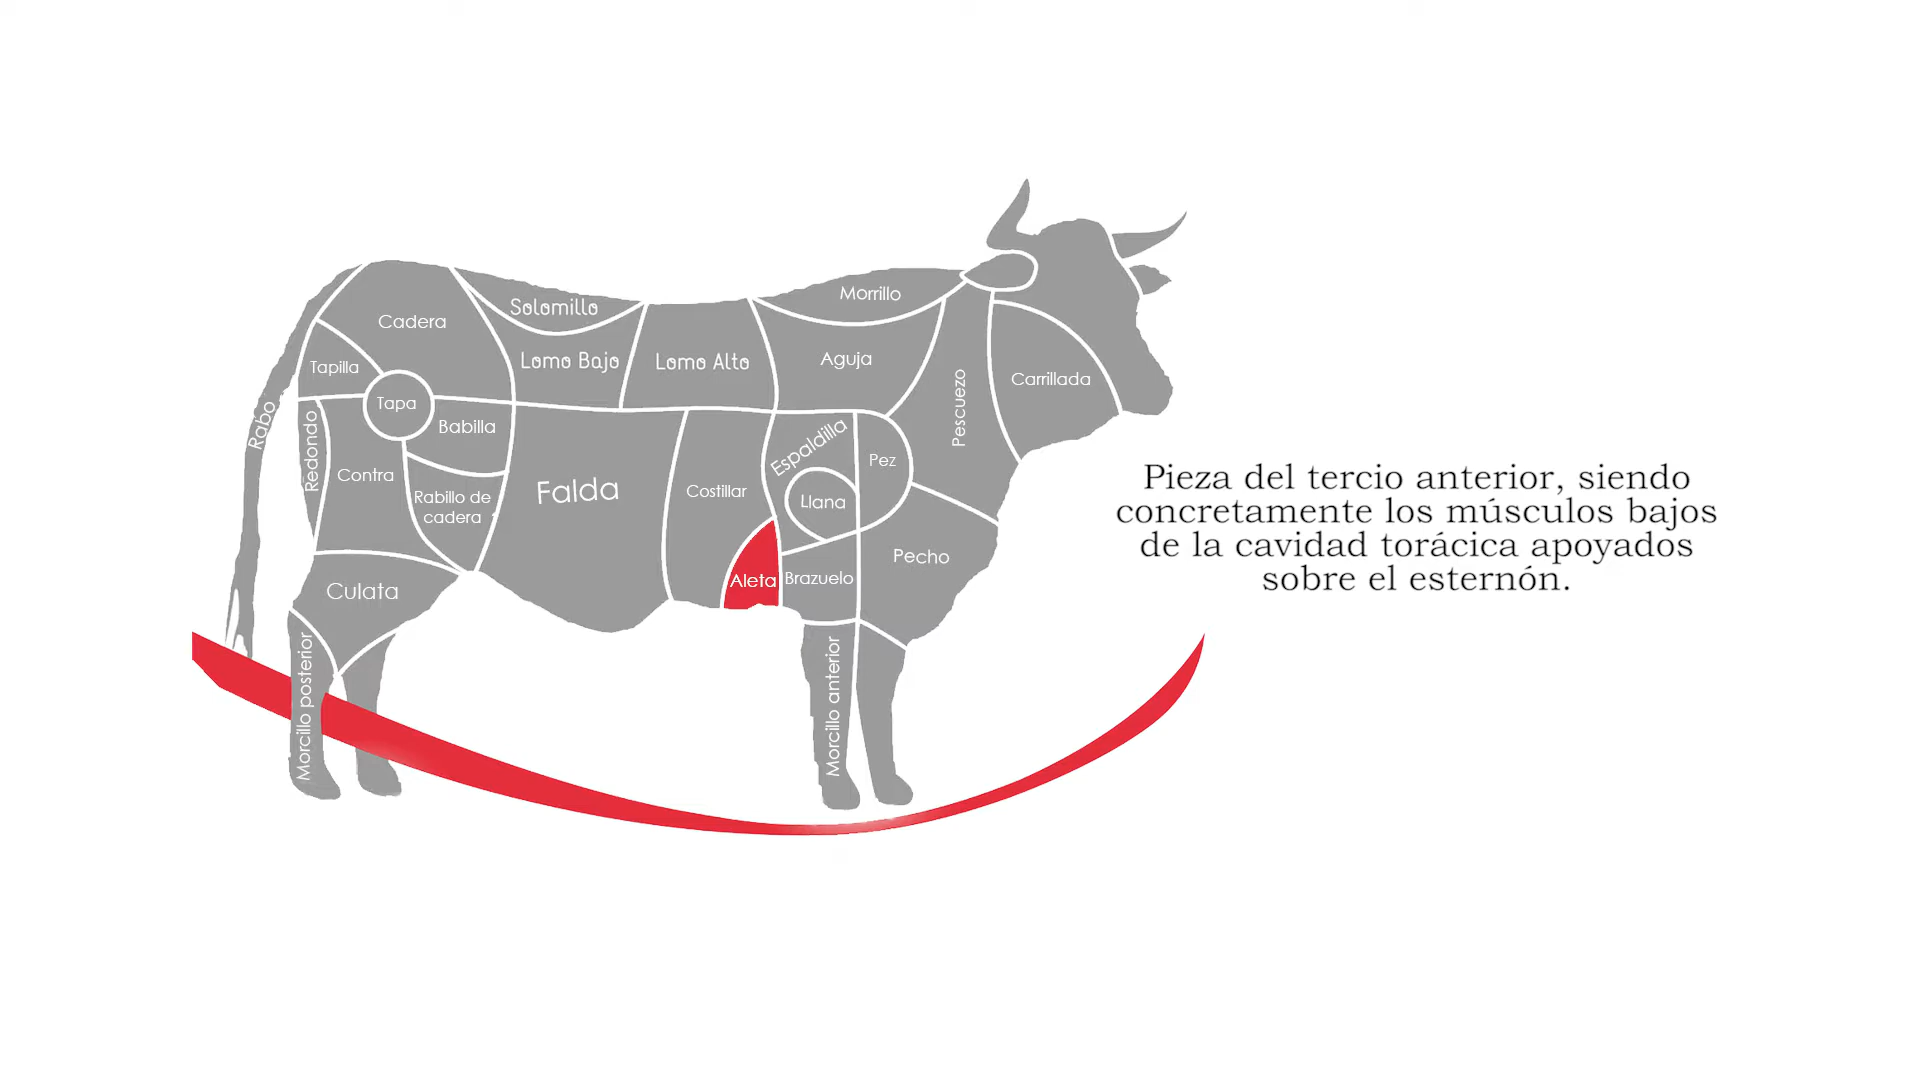 Morrillo
Solomillo
Cadera
Lomo Bajo
Lomo Alto
Aguja
Tapilla
Carrillada
Tapa
Rabo
Redondo
Babilla
Espaldilla
Pescuezo
Pez
Contra
Rabillo de
cadera
Falda
Costillar
Llana
Pecho
Aleta
Brazuelo
Culata
Morcillo posterior
Morcillo anterior
Pieza del tercio anterior, siendo
concretamente los músculos bajos
de la cavidad torácica apoyados
sobre el esternón.